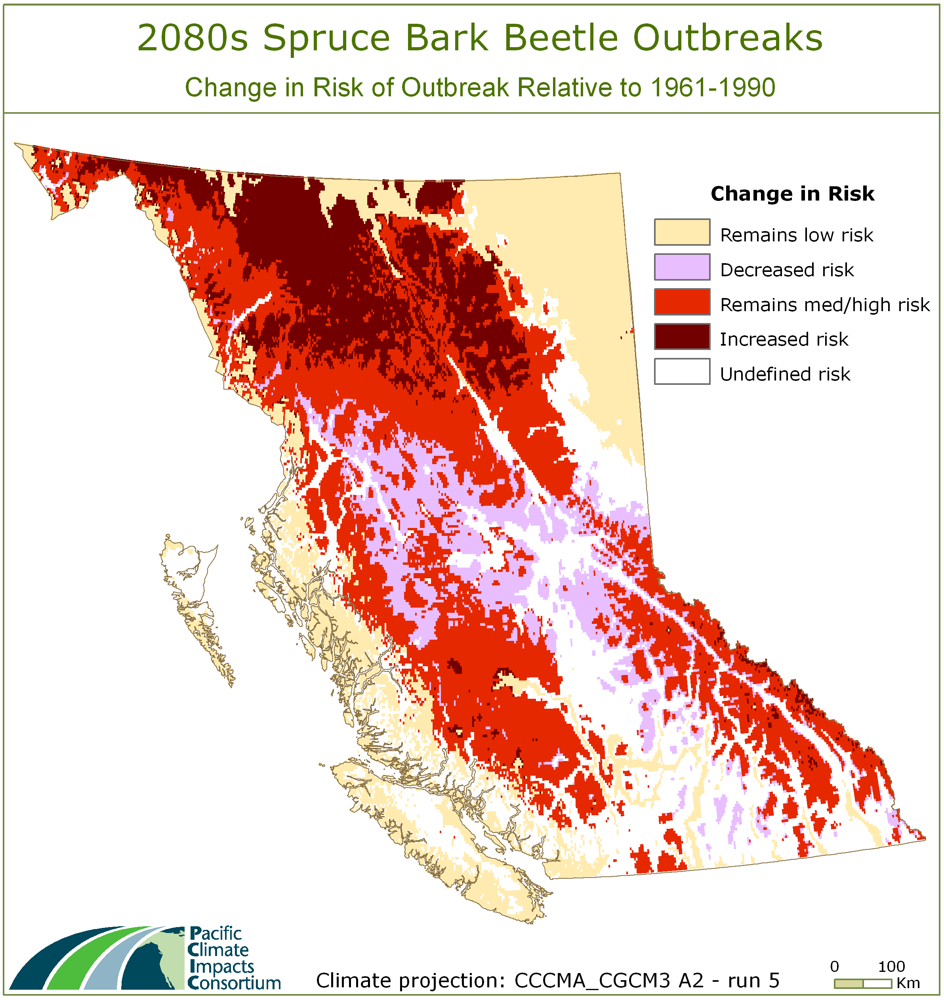 2080s Spruce Bark Beetle Outbreaks
Change in Risk of Outbreak Relative to 1961-1990
Change in Risk
Remains low risk
Decreased risk
Remains med/high risk
Increased risk
Undefined risk
Pacific
Climate
Impacts
Consortium
Climate projection: CCCMA_CGCM3 A2 - run 5
0 100
Km